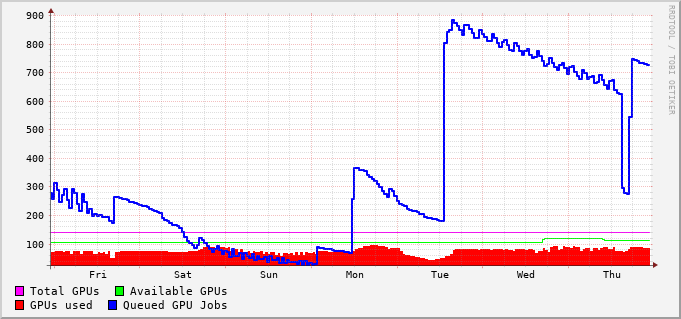 900
800
700
600
500
400
300
200
100
Fri Sat Sun Mon Tue Wed Thu
Total GPUs Available GPUs
GPUs used Queued GPU Jobs
RRDTOOL / TOBI OETIKER